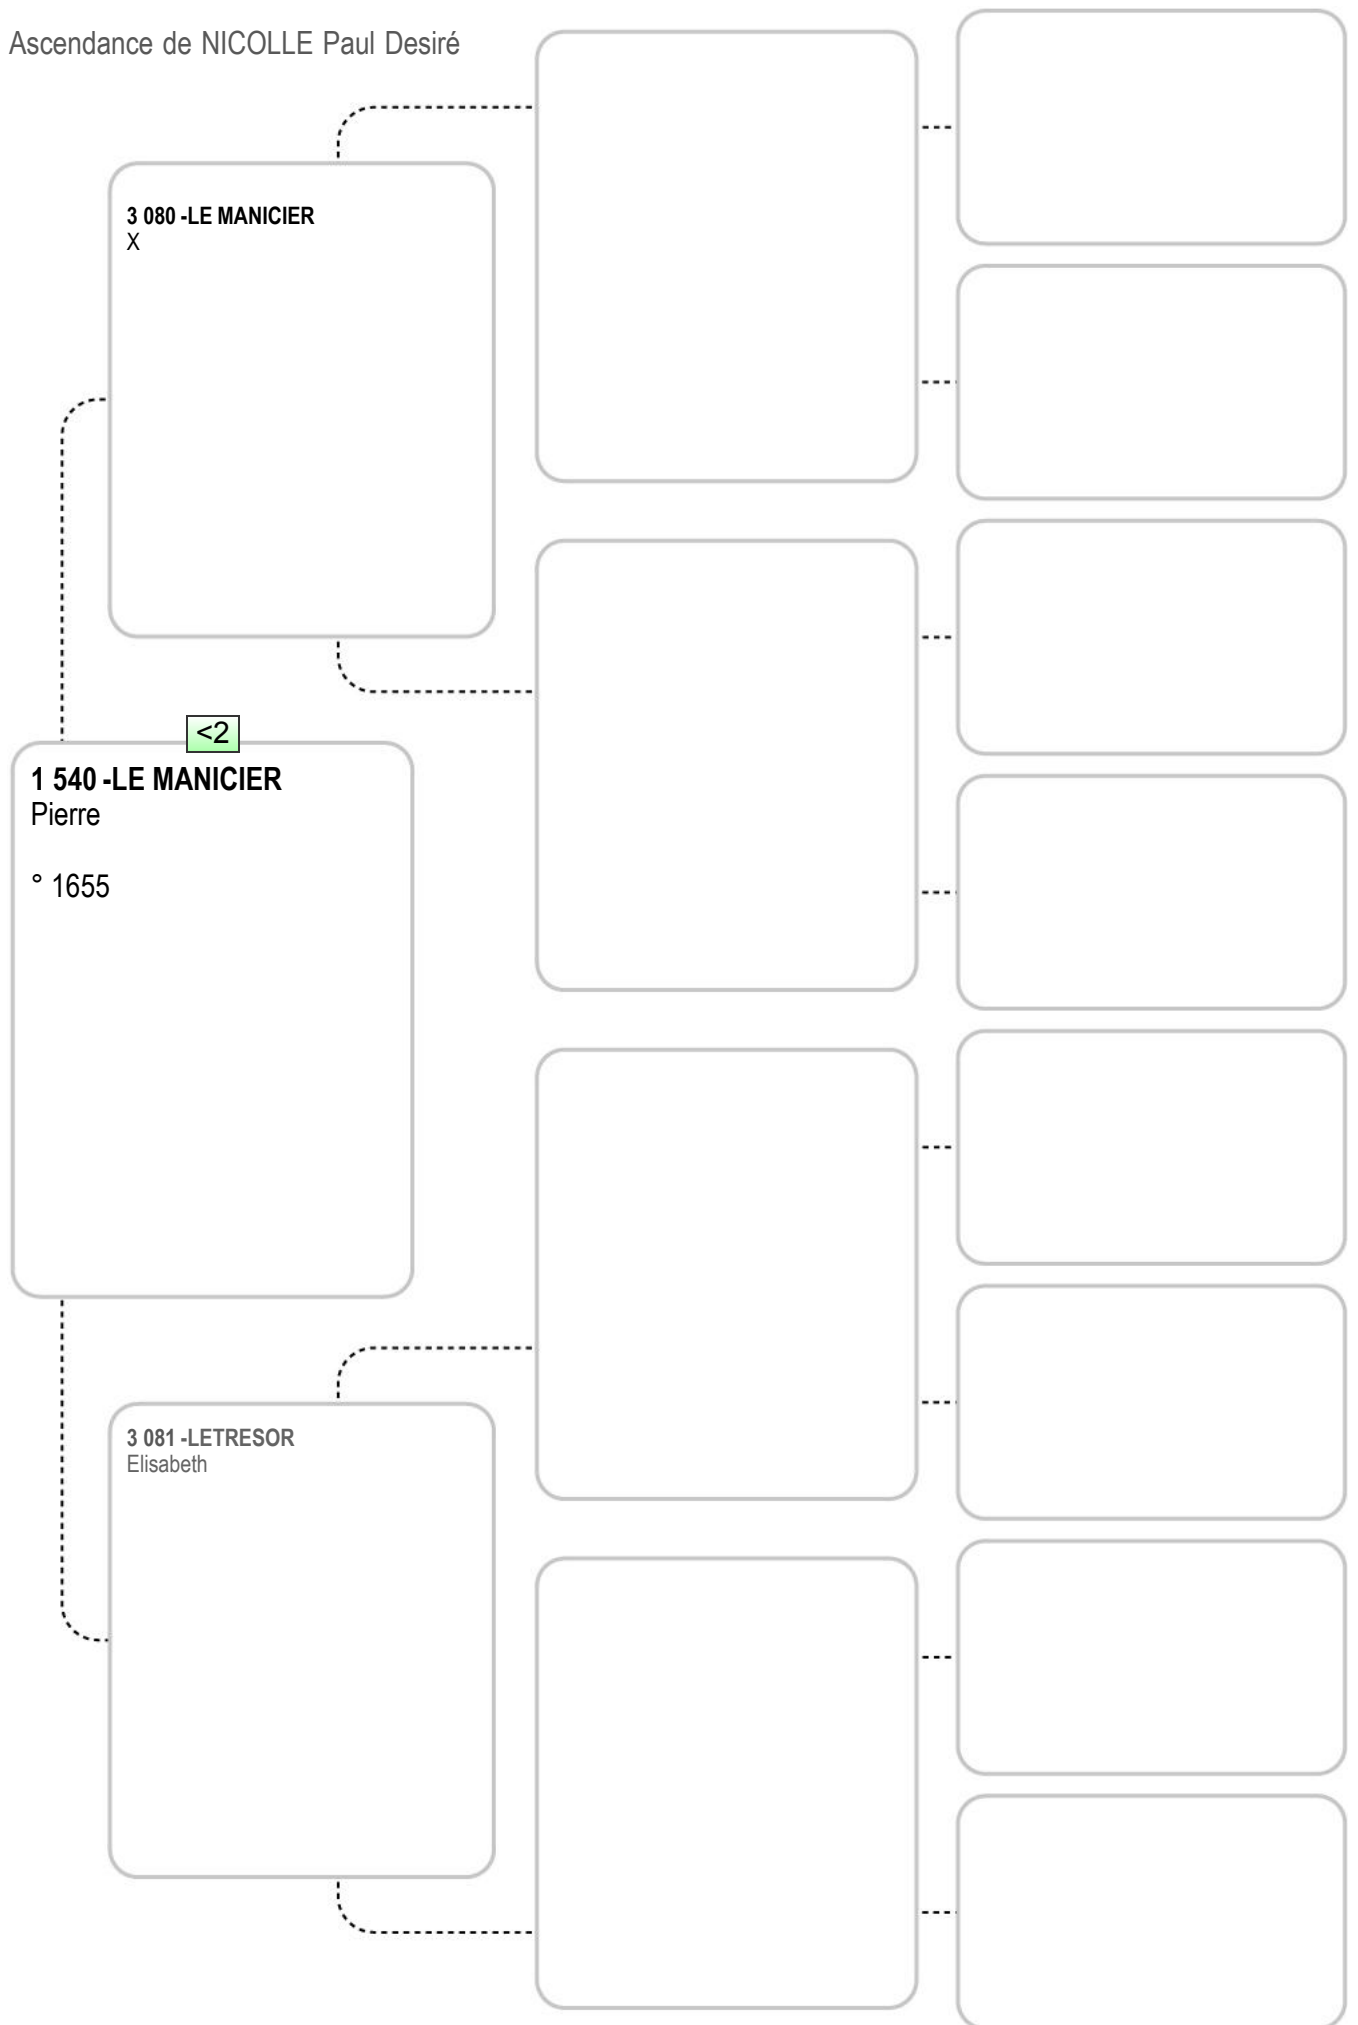 Ascendance de NICOLLE Paul Desiré
3 080 -LE MANICIER
X
<2
1 540 -LE MANICIER
Pierre
° 1655
3 081 -LETRESOR
Elisabeth